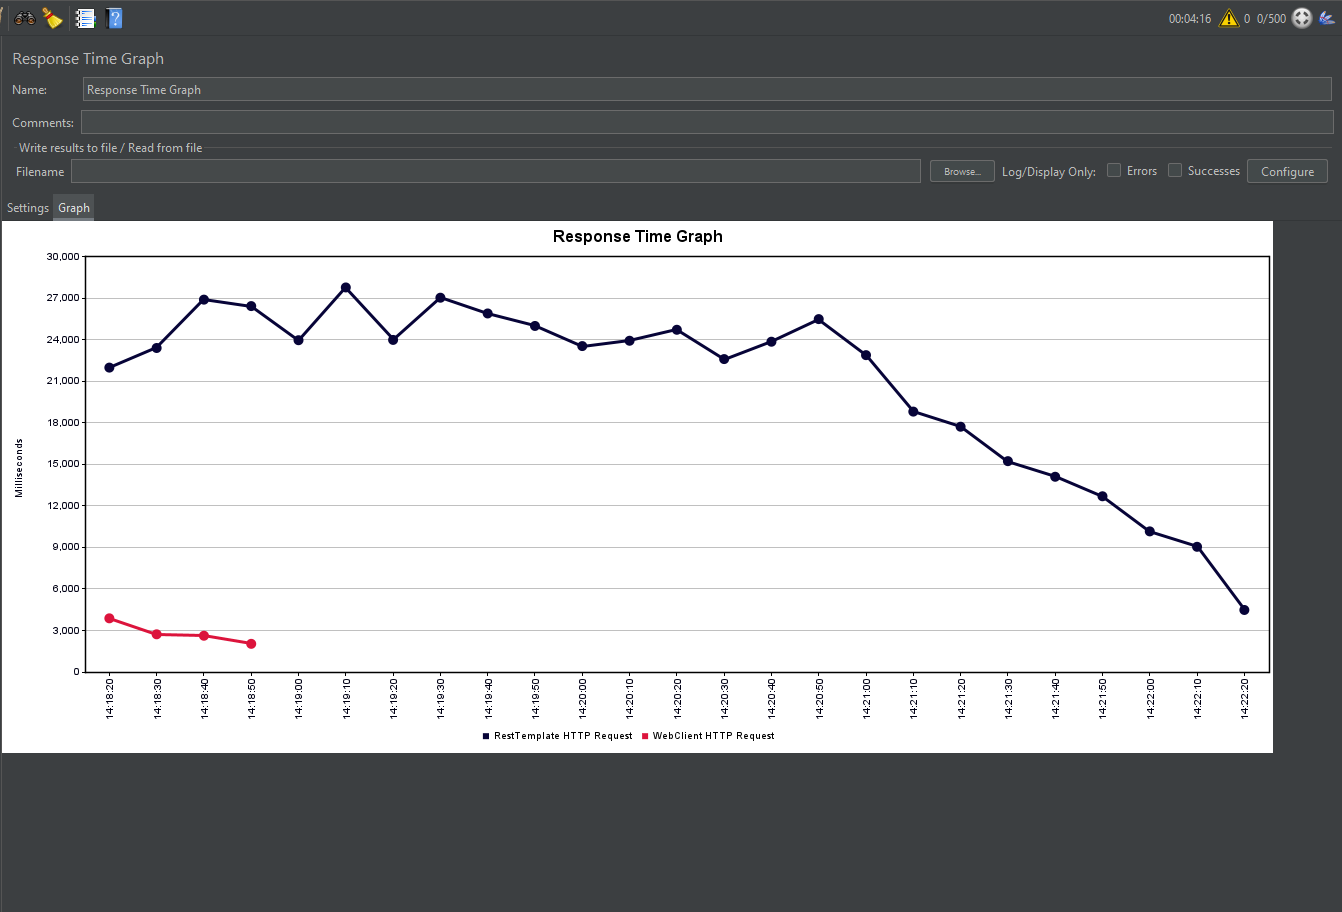 00:04:16 0 0/500
Response Time Graph
Name: Response Time Graph
Comments:
Write results to file / Read from file
Filename Browse... Log/Display Only: Errors Successes Configure
Settings Graph
Response Time Graph
30,000
27,000
24,000
21,000
18,000
15,000
12,000
9,000
6,000
3,000
0
Milliseconds
14:18:20 14:18:30 14:18:40 14:18:50 14:19:00 14:19:10 14:19:20 14:19:30 14:19:40 14:19:50 14:20:00 14:20:10 14:20:20 14:20:30 14:20:40 14:20:50 14:21:00 14:21:10 14:21:20 14:21:30 14:21:40 14:21:50 14:22:00 14:22:10 14:22:20
RestTemplate HTTP Request WebClient HTTP Request